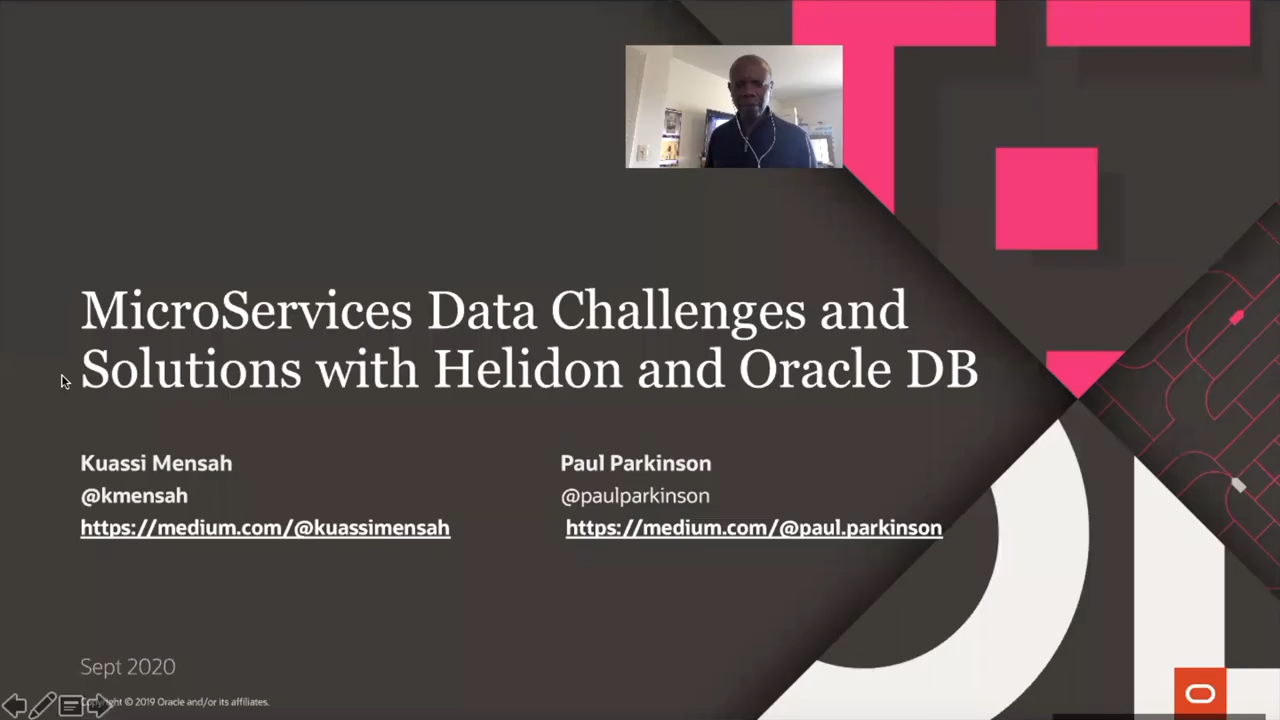 MicroServices Data Challenges and
Solutions with Helidon and Oracle DB
Kuassi Mensah
@kmensah
https://medium.com/@kuassimensah
Paul Parkinson
@paulparkinson
https://medium.com/@paul.parkinson
Sept 2020
Copyright © 2019 Oracle and/or its affiliates.